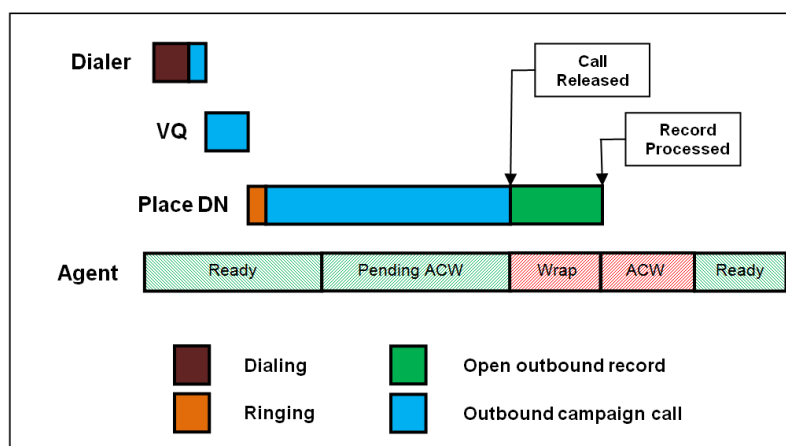 Dialer
Call
Released
VQ
Record
Processed
Place DN
Agent
Ready
Pending ACW
Wrap
ACW
Ready
Dialing
Open outbound record
Ringing
Outbound campaign call